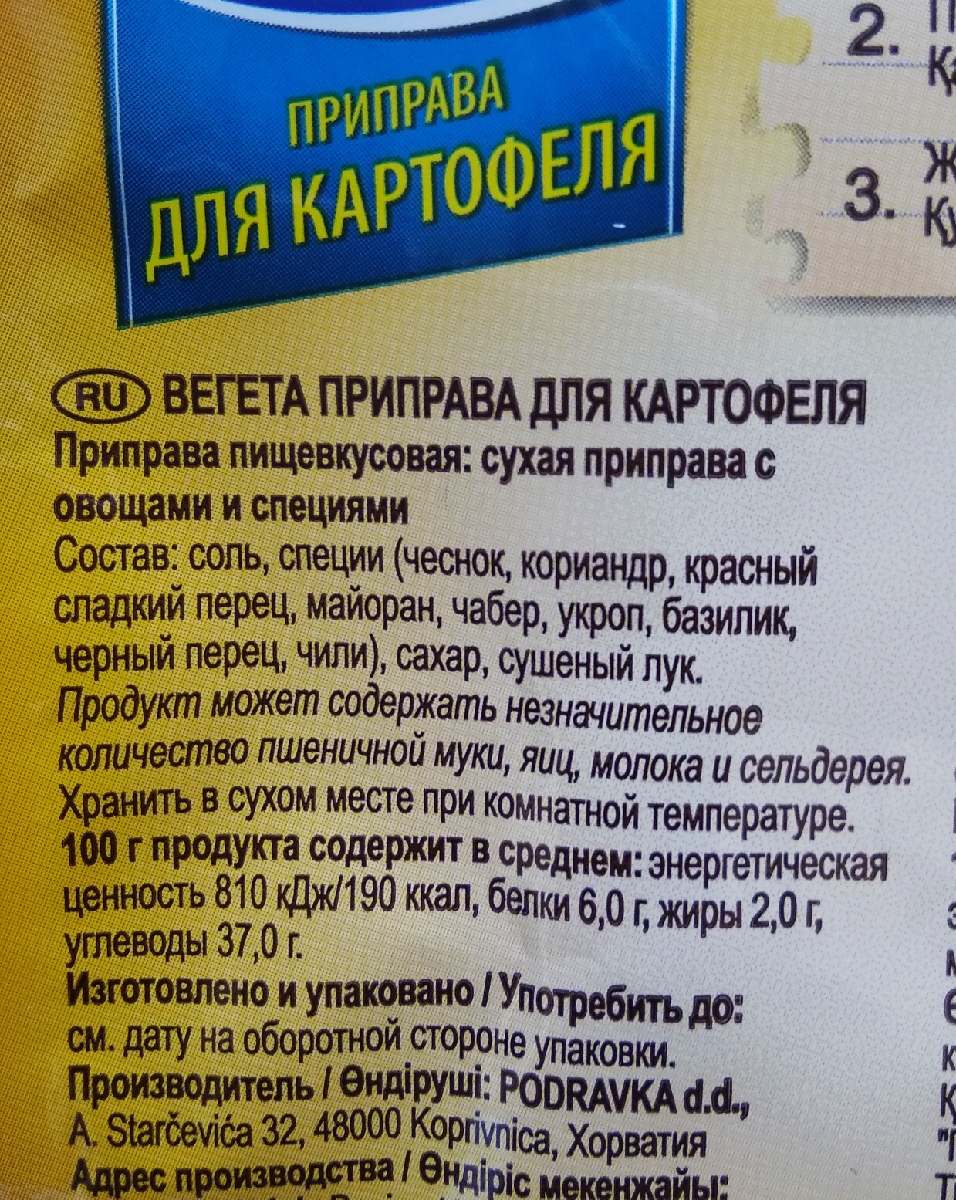 ПРИПРАВА
ДЛЯ КАРТОФЕЛЯ
2.
3.
RU ВЕГЕТА ПРИПРАВА ДЛЯ КАРТОФЕЛЯ
Приправа пищевкусовая: сухая приправа с
овощами и специями
Состав: соль, специи (чеснок, кориандр, красный
сладкий перец, майоран, чабер, укроп, базилик,
черный перец, чили), сахар, сушеный лук.
Продукт может содержать незначительное
количество пшеничной муки, яиц, молока и сельдерея.
Хранить в сухом месте при комнатной температуре.
100 г продукта содержит в среднем: энергетическая
ценность 810 кДж/190 ккал, белки 6,0 г, жиры 2,0 г,
углеводы 37,0 г.
Изготовлено и упаковано / Употребить до:
см. дату на оборотной стороне упаковки.
Производитель / Өндіруші: PODRAVKA d.d.,
A. Starčevića 32, 48000 Koprivnica, Хорватия
Адрес производства / Өндіріс мекенжайы: